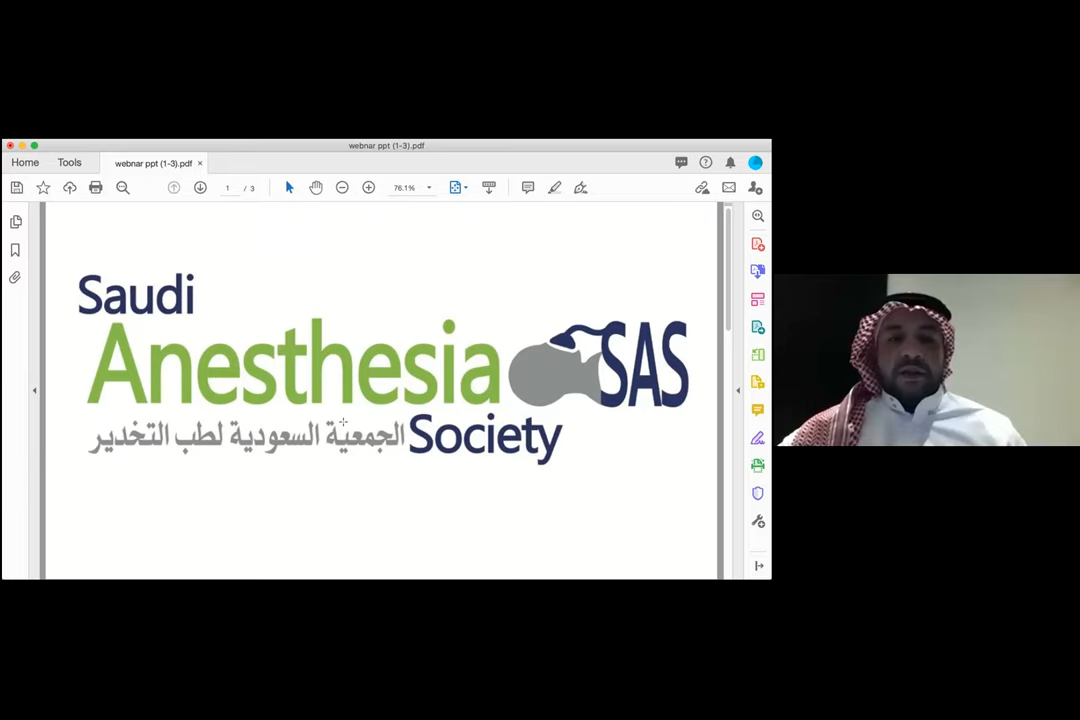 webnar ppt (1-3).pdf
Home Tools webnar ppt (1-3).pdf ×
1 / 3 76.1%
Saudi
Anesthesia SAS
الجمعية السعودية لطب التخدير Society